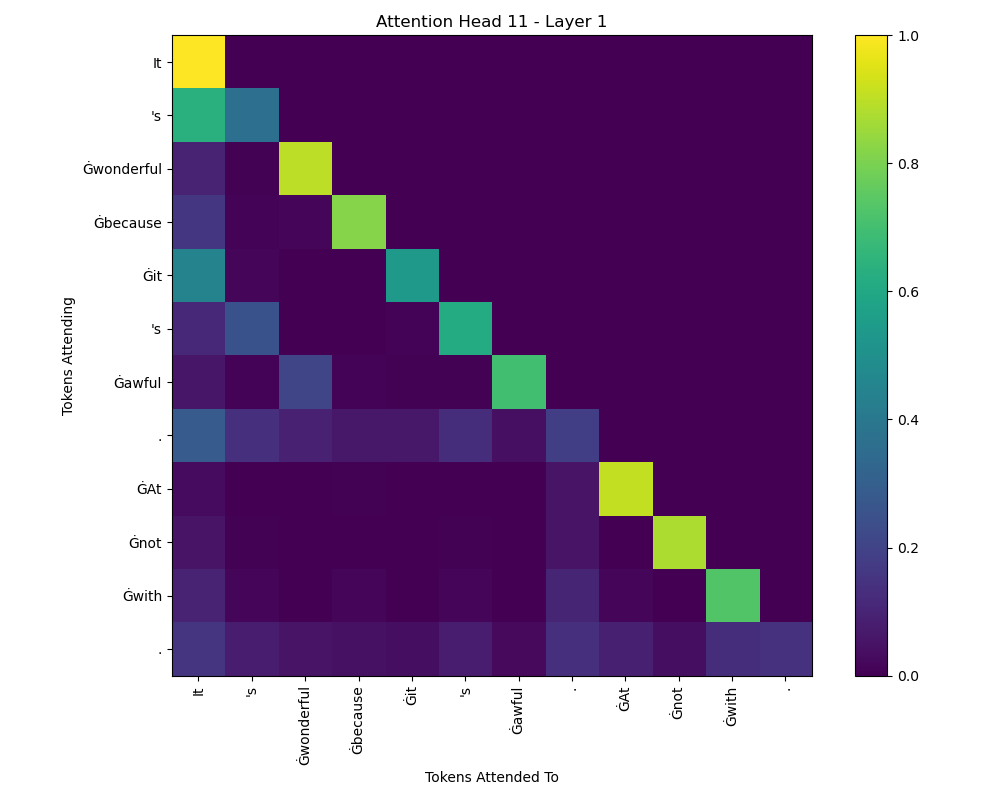 Attention Head 11 - Layer 1
It
's
Ġwonderful
Ġbecause
Ġit
's
Ġawful
.
ĠAt
Ġnot
Ġwith
.
Tokens Attending
It
's
Ġwonderful
Ġbecause
Ġit
's
Ġawful
.
ĠAt
Ġnot
Ġwith
.
Tokens Attended To
1.0
0.8
0.6
0.4
0.2
0.0